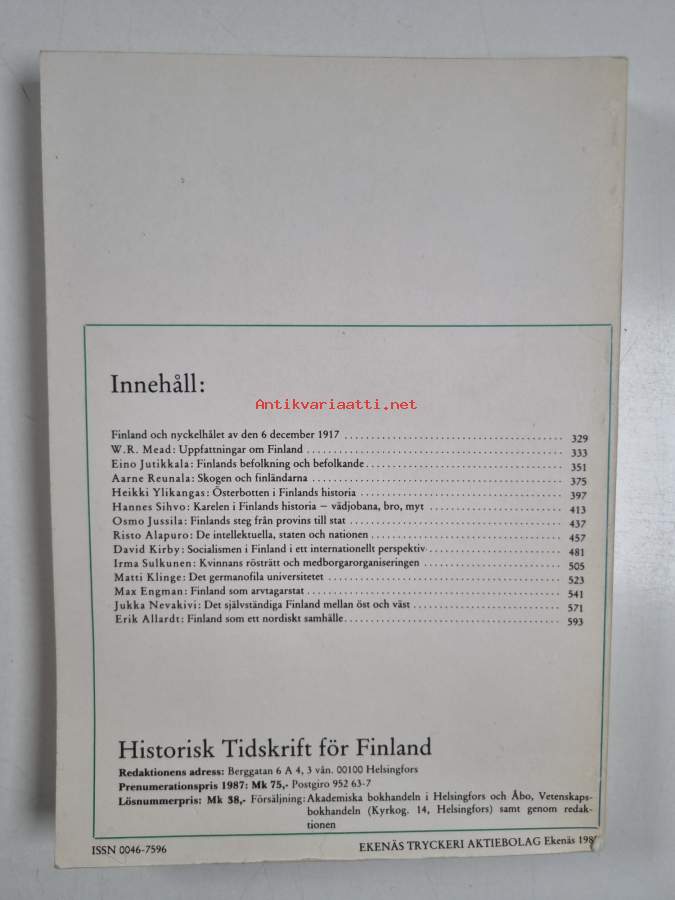 Innehåll:
Antikvariaatti.net
Finland och nyckelhålet av den 6 december 1917 329
W.R. Mead: Uppfattningar om Finland 333
Eino Jutikkala: Finlands befolkning och befolkande 351
Aarne Reunala: Skogen och finländarna 375
Heikki Ylikangas: Österbotten i Finlands historia 397
Hannes Sihvo: Karelen i Finlands historia – vädjobana, bro, myt 413
Osmo Jussila: Finlands steg från provins till stat 437
Risto Alapuro: De intellektuella, staten och nationen 457
David Kirby: Socialismen i Finland i ett internationellt perspektiv 481
Irma Sulkunen: Kvinnans rösträtt och medborgarorganiseringen 505
Matti Klinge: Det germanofila universitetet 523
Max Engman: Finland som arvtagarstat 541
Jukka Nevakivi: Det självständiga Finland mellan öst och väst 571
Erik Allardt: Finland som ett nordiskt samhälle 593
Historisk Tidskrift för Finland
Redaktionens adress: Berggatan 6 A 4, 3 vån. 00100 Helsingfors
Prenumerationspris 1987: Mk 75,- Postgiro 952 63-7
Lösnummerpris: Mk 38,- Försäljning: Akademiska bokhandeln i Helsingfors och Åbo, Vetenskaps-
bokhandeln (Kyrkog. 14, Helsingfors) samt genom redak-
tionen
ISSN 0046-7596 EKENÄS TRYCKERI AKTIEBOLAG Ekenäs